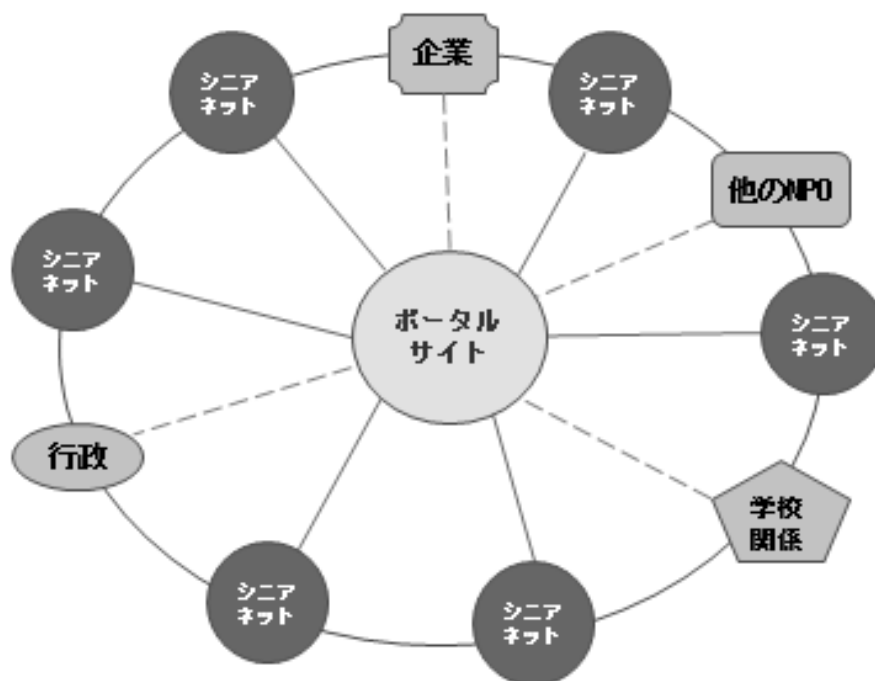 企業
シニア
ネット
シニア
ネット
他のNPO
シニア
ネット
ポータル
サイト
シニア
ネット
行政
学校
関係
シニア
ネット
シニア
ネット